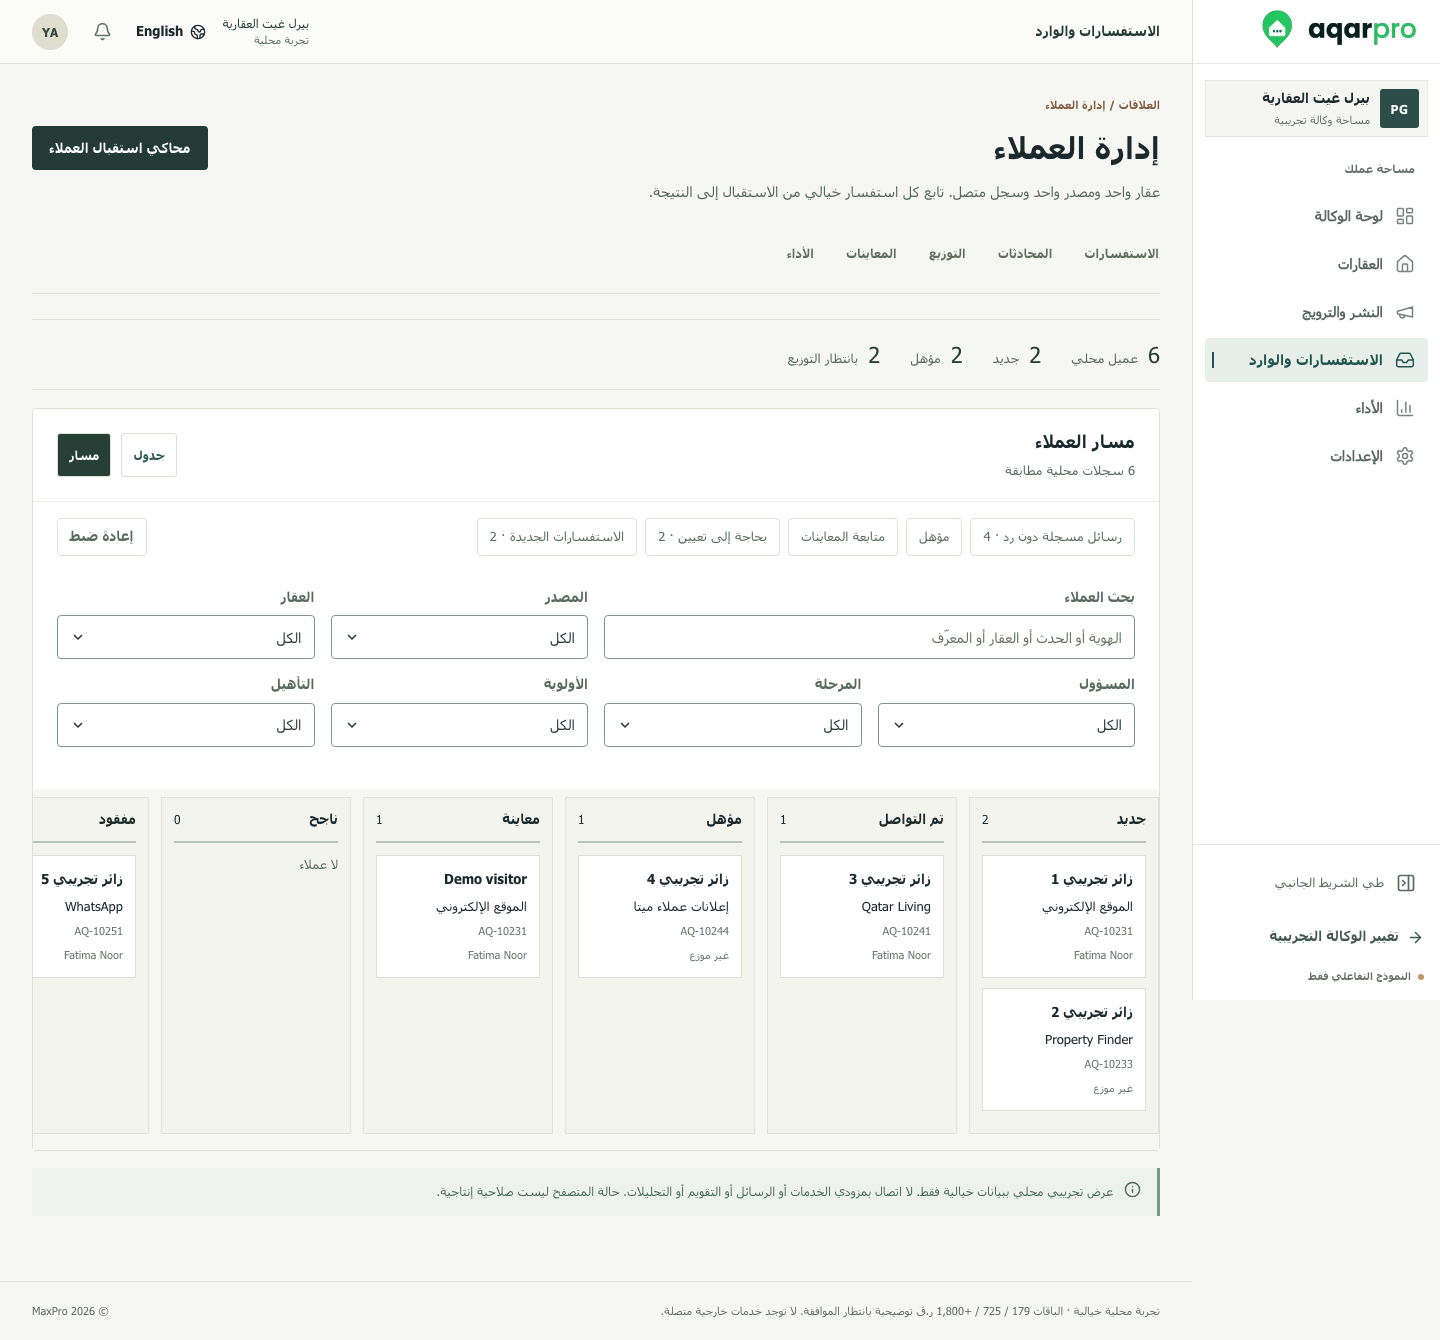 aqarpro
PG
بيرل غيت العقارية
مساحة وكالة تجريبية
مساحة عملك
لوحة الوكالة
العقارات
النشر والترويج
الاستفسارات والوارد
الأداء
الإعدادات
طي الشريط الجانبي
تغيير الوكالة التجريبية
النموذج التفاعلي فقط
الاستفسارات والوارد
بيرل غيت العقارية
تجربة محلية
English
YA
العلاقات / إدارة العملاء
إدارة العملاء
عقار واحد ومصدر واحد وسجل متصل. تابع كل استفسار خيالي من الاستقبال إلى النتيجة.
محاكي استقبال العملاء
الاستفسارات
المحادثات
التوزيع
المعاينات
الأداء
6 عميل محلي
2 جديد
2 مؤهل
2 بانتظار التوزيع
مسار العملاء
6 سجلات محلية مطابقة
جدول
مسار
رسائل مسجلة دون رد · 4
مؤهل
متابعة المعاينات
بحاجة إلى تعيين · 2
الاستفسارات الجديدة · 2
إعادة ضبط
بحث العملاء
الهوية أو الحدث أو العقار أو المعرّف
المصدر
الكل
العقار
الكل
المسؤول
الكل
المرحلة
الكل
الأولوية
الكل
التأهيل
الكل
جديد 2
زائر تجريبي 1
الموقع الإلكتروني
AQ-10231
Fatima Noor
زائر تجريبي 2
Property Finder
AQ-10233
غير موزع
تم التواصل 1
زائر تجريبي 3
Qatar Living
AQ-10241
Fatima Noor
مؤهل 1
زائر تجريبي 4
إعلانات عملاء ميتا
AQ-10244
غير موزع
معاينة 1
Demo visitor
الموقع الإلكتروني
AQ-10231
Fatima Noor
ناجح 0
لا عملاء
مفقود
زائر تجريبي 5
WhatsApp
AQ-10251
Fatima Noor
عرض تجريبي محلي ببيانات خيالية فقط. لا اتصال بمزودي الخدمات أو الرسائل أو التقويم أو التحليلات. حالة المتصفح ليست صلاحية إنتاجية.
تجربة محلية خيالية · الباقات 179 / 725 / +1,800 ر.ق توضيحية بانتظار الموافقة. لا توجد خدمات خارجية متصلة.
© 2026 MaxPro